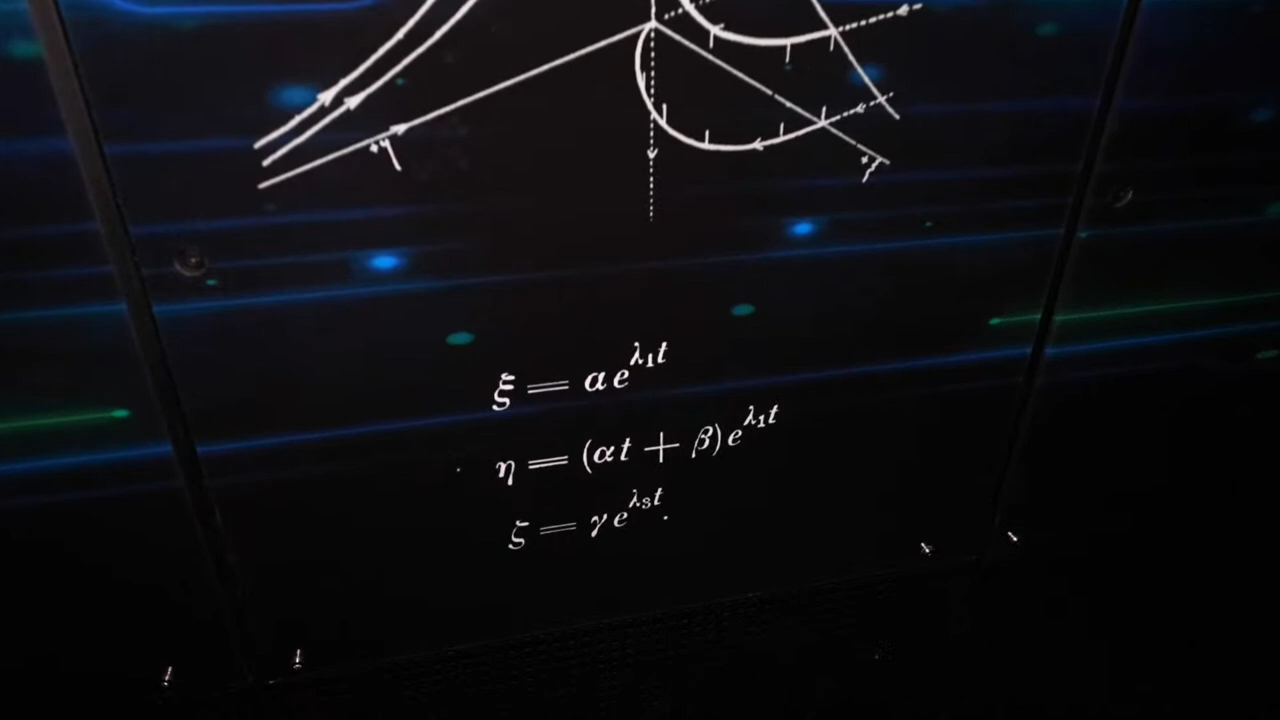 +η
+ξ
ξ = αe^{λ₁t}
η = (αt + β)e^{λ₁t}
ζ = γe^{λ₃t}.